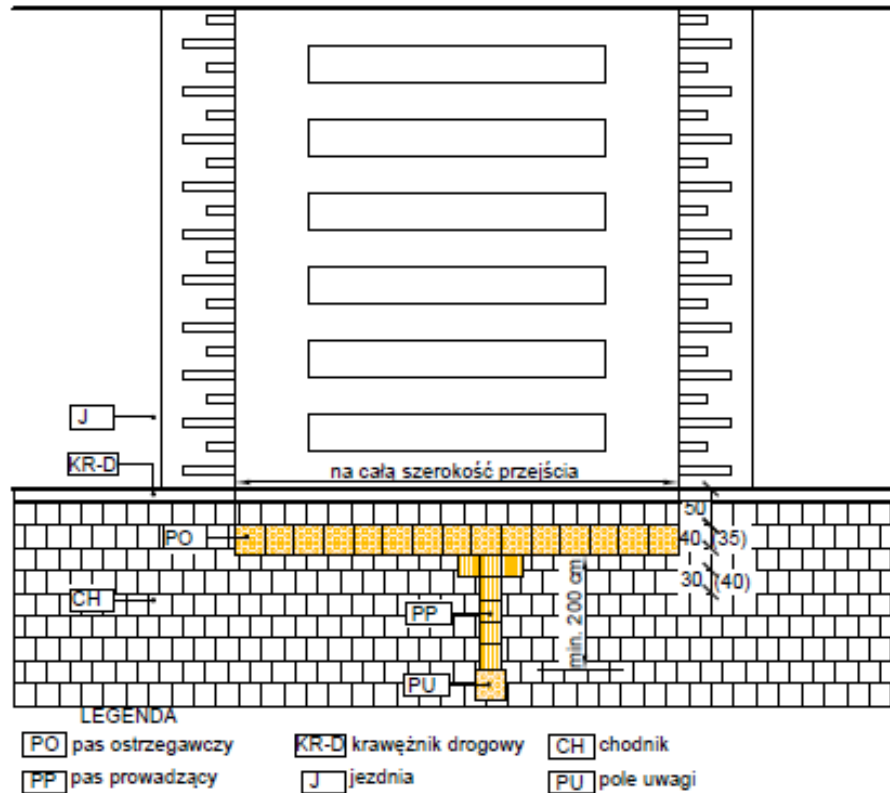 J
KR-D
na całą szerokość przejścia
50
PO
40 (35)
30 (40)
CH
PP
min. 200 cm
PU
LEGENDA
PO pas ostrzegawczy
KR-D krawężnik drogowy
CH chodnik
PP pas prowadzący
J jezdnia
PU pole uwagi